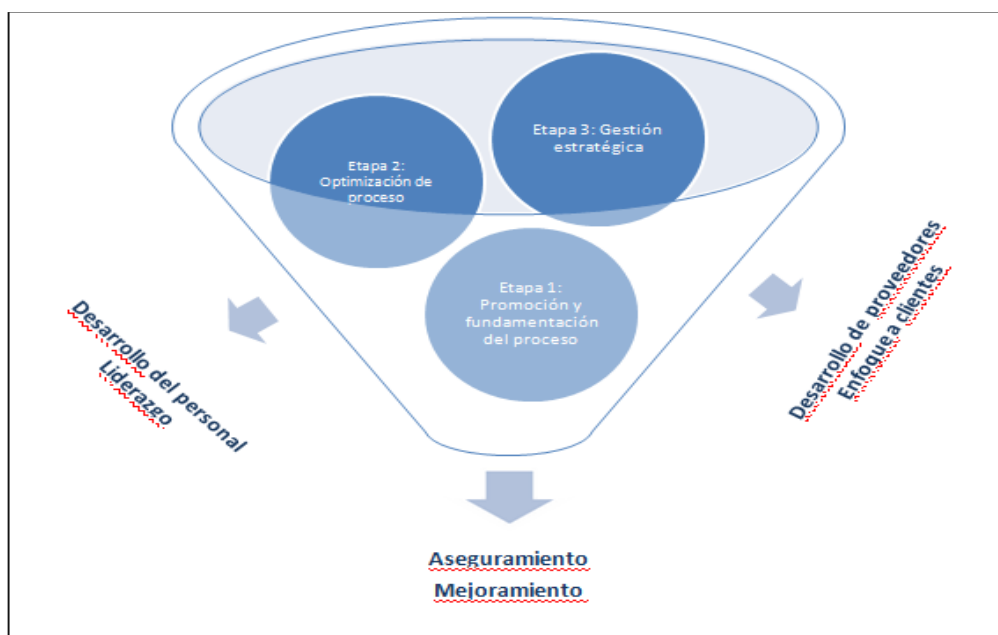 Etapa 3: Gestión
estratégica
Etapa 2:
Optimización de
proceso
Etapa 1:
Promoción y
fundamentación
del proceso
Desarrollo del personal
Liderazgo
Desarrollo de proveedores
Enfoque a clientes
Aseguramiento
Mejoramiento